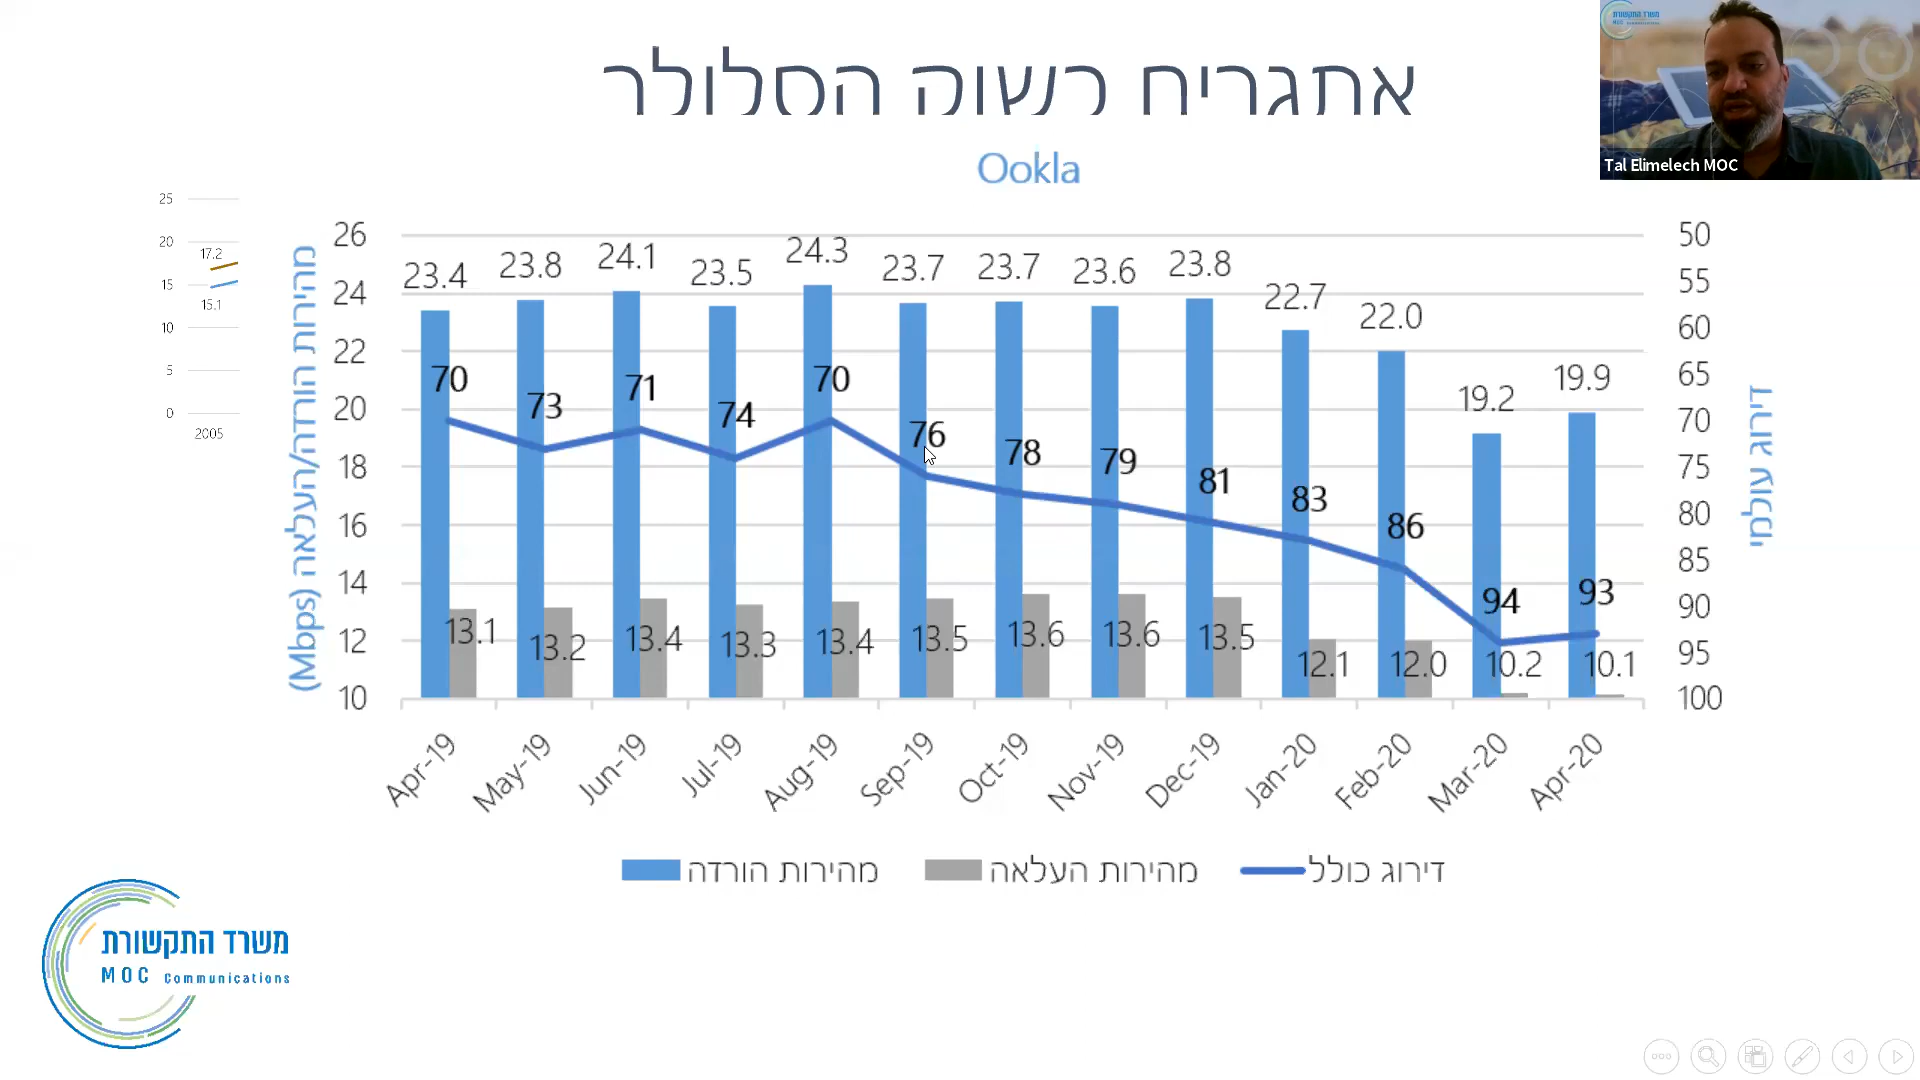 אתגרים בשוק הסלולר
Ookla
Tal Elimelech MOC
משרד התקשורת
MOC Communications
25
20
15
10
5
0
17.2
15.1
2005
מהירות הורדה/העלאה (Mbps)
26
24
22
20
18
16
14
12
10
23.4 23.8 24.1 23.5 24.3 23.7 23.7 23.6 23.8 22.7 22.0 19.2 19.9
70 73 71 74 70 76 78 79 81 83 86 94 93
13.1 13.2 13.4 13.3 13.4 13.5 13.6 13.6 13.5 12.1 12.0 10.2 10.1
50
55
60
65
70
75
80
85
90
95
100
דירוג עולמי
Apr-19 May-19 Jun-19 Jul-19 Aug-19 Sep-19 Oct-19 Nov-19 Dec-19 Jan-20 Feb-20 Mar-20 Apr-20
מהירות הורדה מהירות העלאה דירוג כולל
משרד התקשורת
MOC Communications